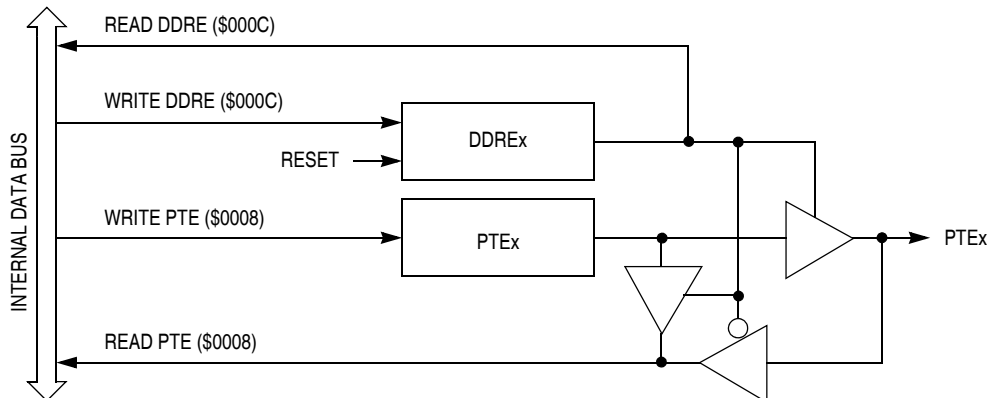 READ DDRE ($000C)
WRITE DDRE ($000C)
DDREx
RESET
WRITE PTE ($0008)
PTEx
PTEx
READ PTE ($0008)
INTERNAL DATA BUS